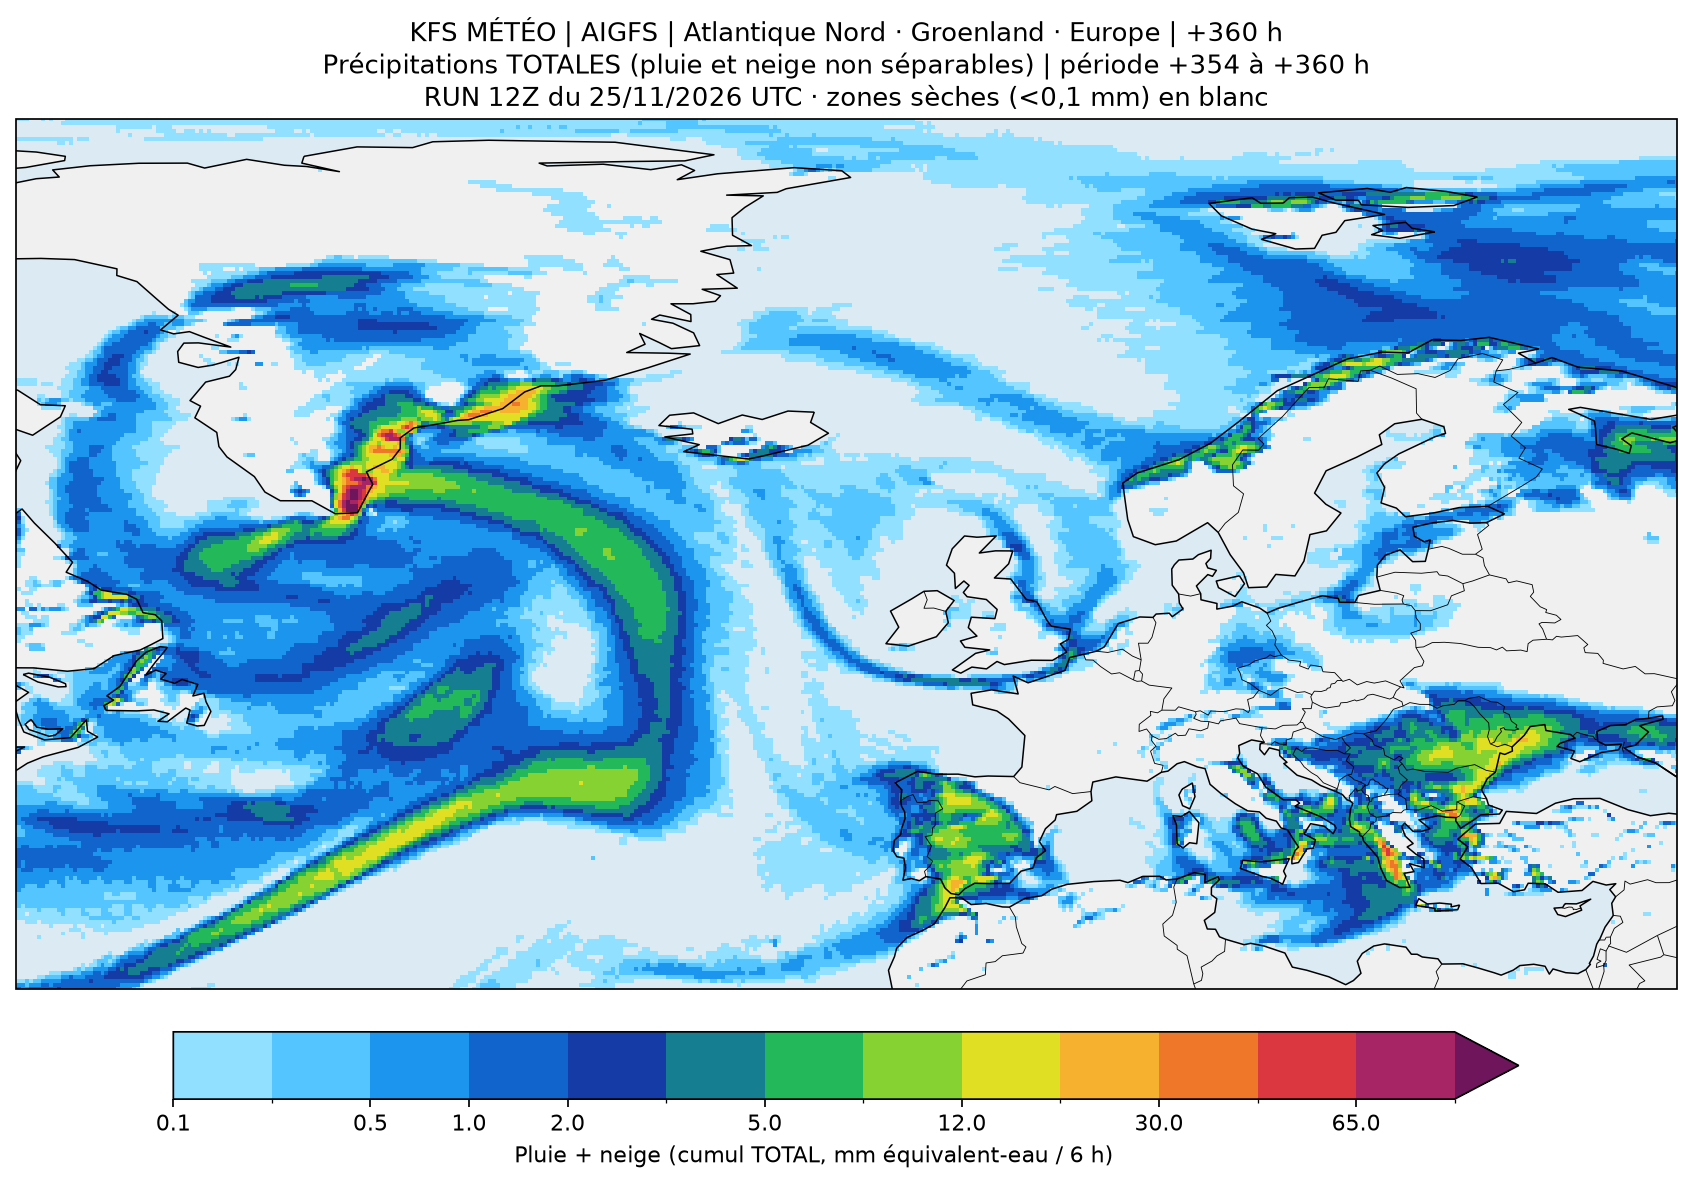 KFS MÉTÉO | AIGFS | Atlantique Nord · Groenland · Europe | +360 h
Précipitations TOTALES (pluie et neige non séparables) | période +354 à +360 h
RUN 12Z du 25/11/2026 UTC · zones sèches (<0,1 mm) en blanc
0.1 0.5 1.0 2.0 5.0 12.0 30.0 65.0
Pluie + neige (cumul TOTAL, mm équivalent-eau / 6 h)